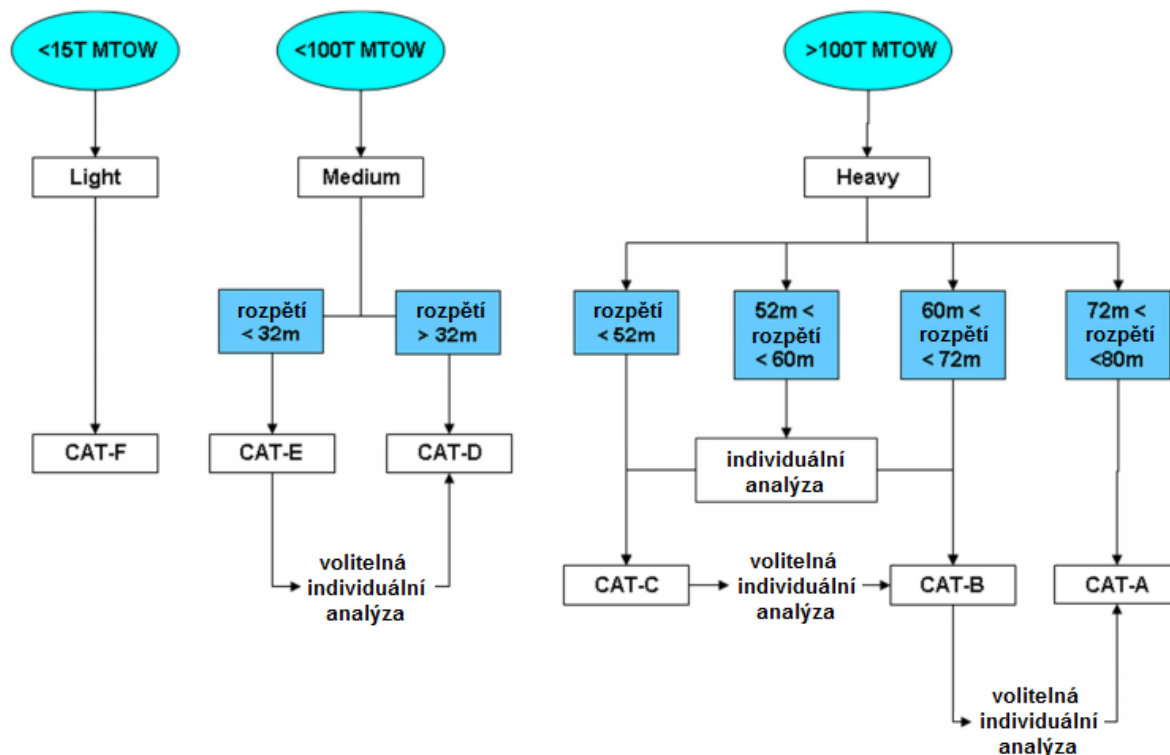 <15T MTOW
<100T MTOW
>100T MTOW
Light
Medium
Heavy
rozpětí
< 32m
rozpětí
> 32m
rozpětí
< 52m
52m <
rozpětí
< 60m
60m <
rozpětí
< 72m
72m <
rozpětí
<80m
CAT-F
CAT-E
CAT-D
individuální
analýza
volitelná
individuální
analýza
CAT-C
volitelná
individuální
analýza
CAT-B
CAT-A
volitelná
individuální
analýza